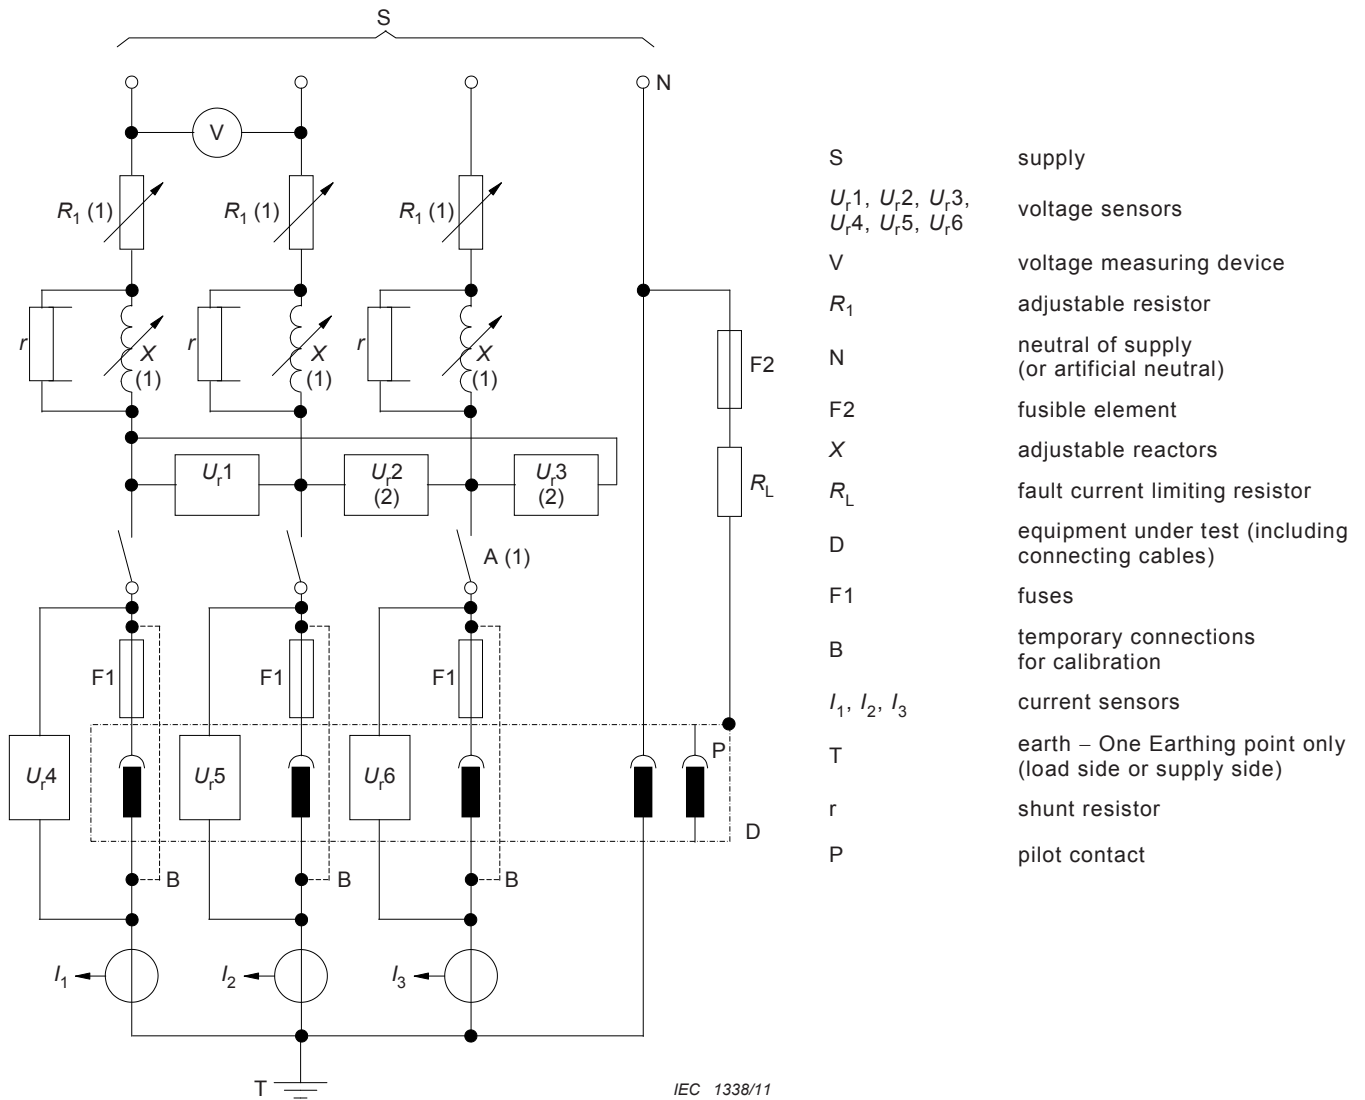 S
N
V
R1 (1)
R1 (1)
R1 (1)
r
X
(1)
r
X
(1)
r
X
(1)
F2
Ur1
Ur2
(2)
Ur3
(2)
RL
A (1)
F1
F1
F1
P
Ur4
Ur5
Ur6
D
B
B
B
I1
I2
I3
T
IEC 1338/11
S supply
Ur1, Ur2, Ur3,
Ur4, Ur5, Ur6 voltage sensors
V voltage measuring device
R1 adjustable resistor
N neutral of supply
(or artificial neutral)
F2 fusible element
X adjustable reactors
RL fault current limiting resistor
D equipment under test (including
connecting cables)
F1 fuses
B temporary connections
for calibration
I1, I2, I3 current sensors
T earth – One Earthing point only
(load side or supply side)
r shunt resistor
P pilot contact